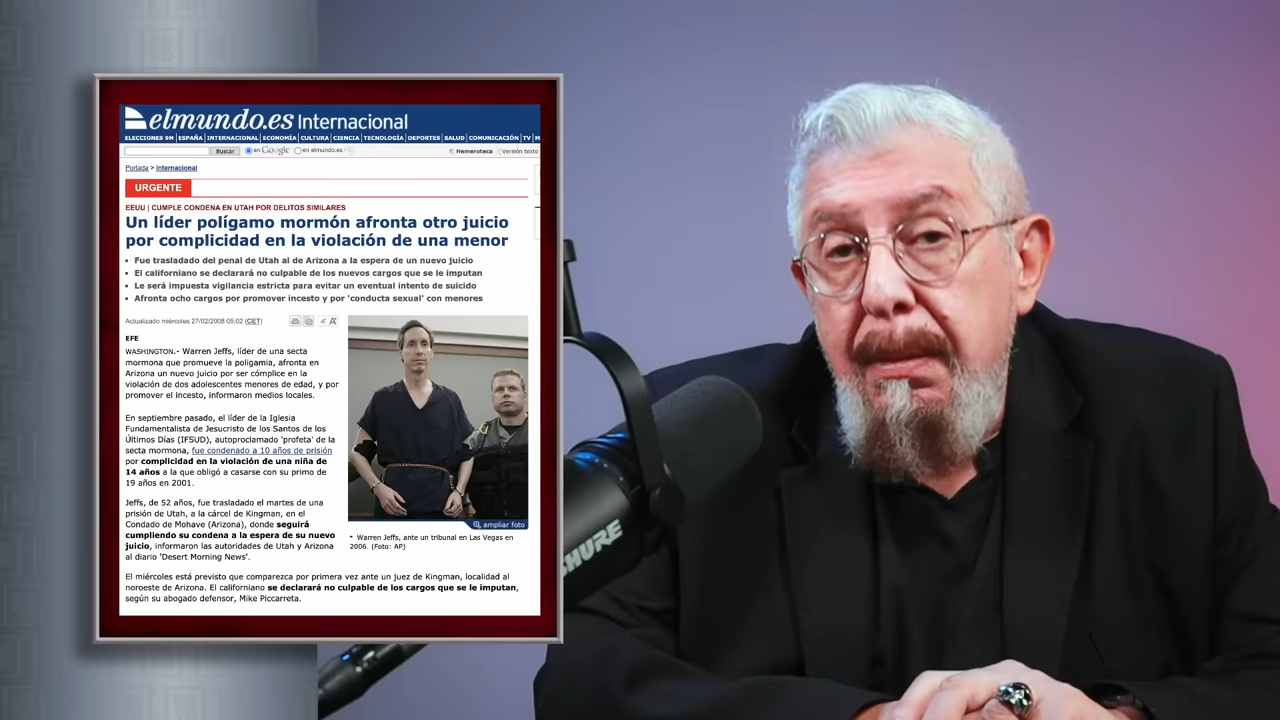 elmundo.es Internacional
ELECCIONES 9M | ESPAÑA | INTERNACIONAL | ECONOMÍA | CULTURA | CIENCIA | TECNOLOGÍA | DEPORTES | SALUD | COMUNICACIÓN | TV | M
Buscar en Google en elmundo.es Hemeroteca Versión texto
Portada > Internacional
URGENTE
EEUU | CUMPLE CONDENA EN UTAH POR DELITOS SIMILARES
Un líder polígamo mormón afronta otro juicio
por complicidad en la violación de una menor
Fue trasladado del penal de Utah al de Arizona a la espera de un nuevo juicio
El californiano se declarará no culpable de los nuevos cargos que se le imputan
Le será impuesta vigilancia estricta para evitar un eventual intento de suicido
Afronta ocho cargos por promover incesto y por 'conducta sexual' con menores
Actualizado miércoles 27/02/2008 05:02 (CET)
EFE
WASHINGTON.- Warren Jeffs, líder de una secta
mormona que promueve la poligamia, afronta en
Arizona un nuevo juicio por ser cómplice en la
violación de dos adolescentes menores de edad, y por
promover el incesto, informaron medios locales.
En septiembre pasado, el líder de la Iglesia
Fundamentalista de Jesucristo de los Santos de los
Últimos Días (IFSUD), autoproclamado 'profeta' de la
secta mormona, fue condenado a 10 años de prisión
por complicidad en la violación de una niña de
14 años a la que obligó a casarse con su primo de
19 años en 2001.
Jeffs, de 52 años, fue trasladado el martes de una
prisión de Utah, a la cárcel de Kingman, en el
Condado de Mohave (Arizona), donde seguirá
cumpliendo su condena a la espera de su nuevo
juicio, informaron las autoridades de Utah y Arizona
al diario 'Desert Morning News'.
ampliar foto
Warren Jeffs, ante un tribunal en Las Vegas en
2006. (Foto: AP)
El miércoles está previsto que comparezca por primera vez ante un juez de Kingman, localidad al
noroeste de Arizona. El californiano se declarará no culpable de los cargos que se le imputan,
según su abogado defensor, Mike Piccarreta.
SHURE